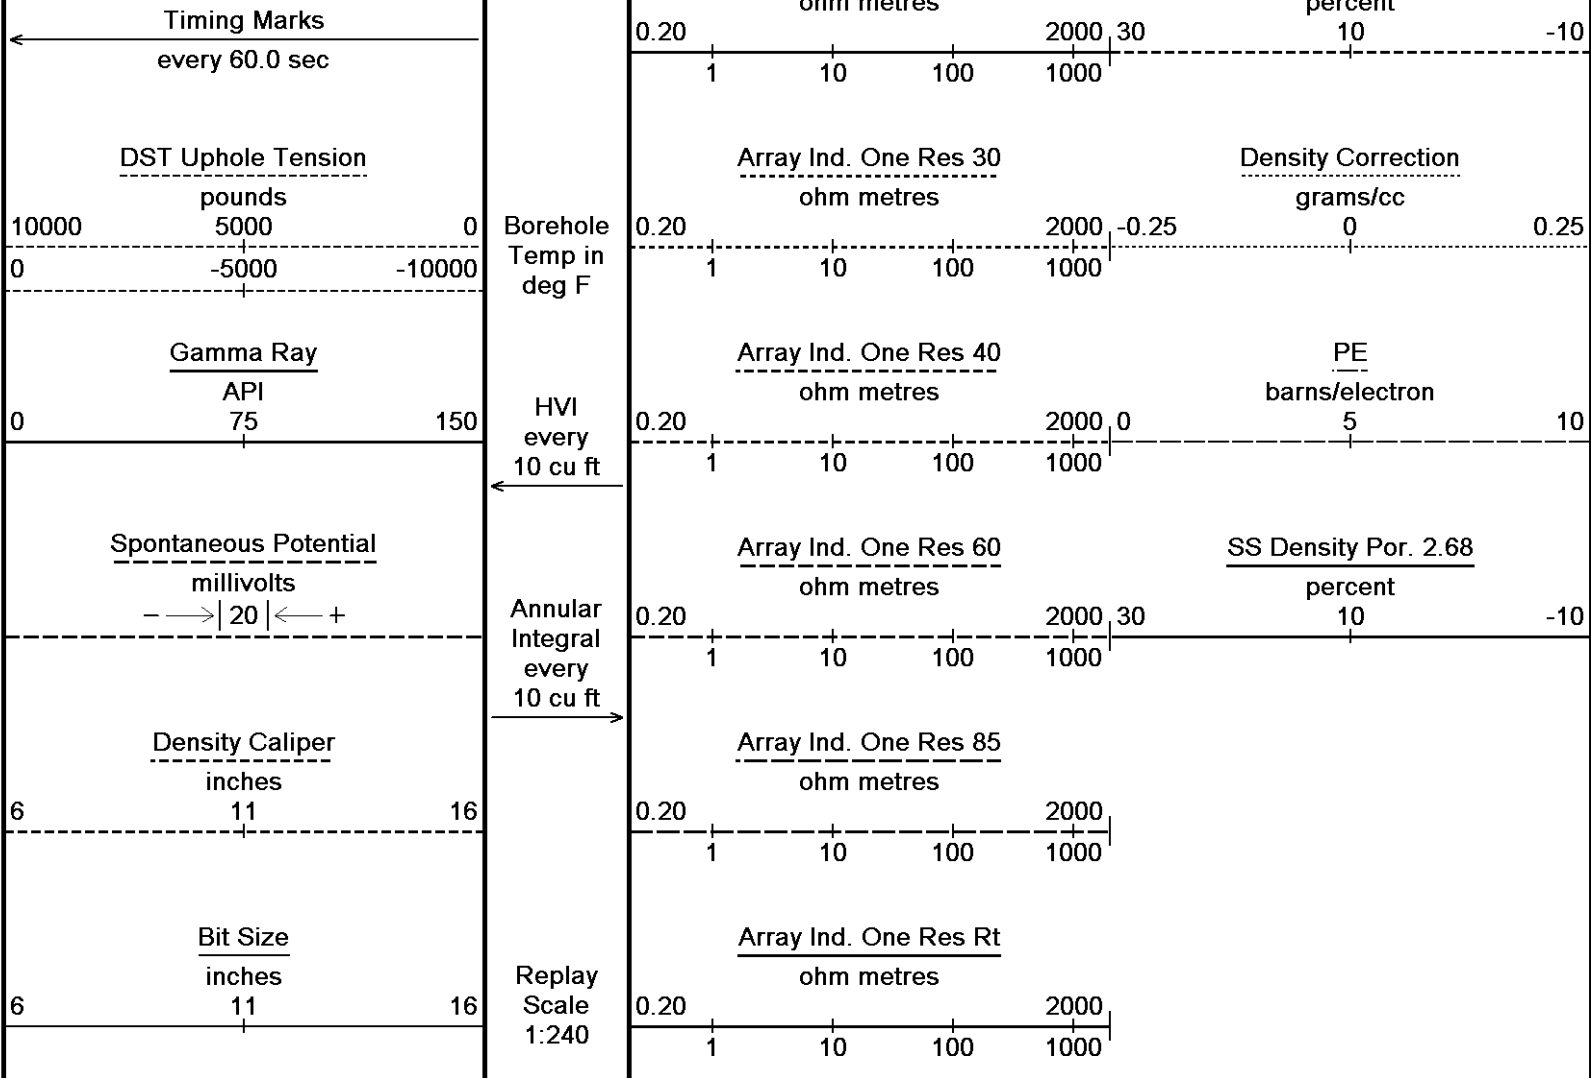 Timing Marks
every 60.0 sec
DST Uphole Tension
pounds
10000 5000 0
0 -5000 -10000
Gamma Ray
API
0 75 150
Spontaneous Potential
millivolts
− 20 +
Density Caliper
inches
6 11 16
Bit Size
inches
6 11 16
Borehole
Temp in
deg F
HVI
every
10 cu ft
Annular
Integral
every
10 cu ft
Replay
Scale
1:240
ohm metres
0.20 2000
1 10 100 1000
Array Ind. One Res 30
ohm metres
0.20 2000
1 10 100 1000
Array Ind. One Res 40
ohm metres
0.20 2000
1 10 100 1000
Array Ind. One Res 60
ohm metres
0.20 2000
1 10 100 1000
Array Ind. One Res 85
ohm metres
0.20 2000
1 10 100 1000
Array Ind. One Res Rt
ohm metres
0.20 2000
1 10 100 1000
percent
30 10 -10
Density Correction
grams/cc
-0.25 0 0.25
PE
barns/electron
0 5 10
SS Density Por. 2.68
percent
30 10 -10